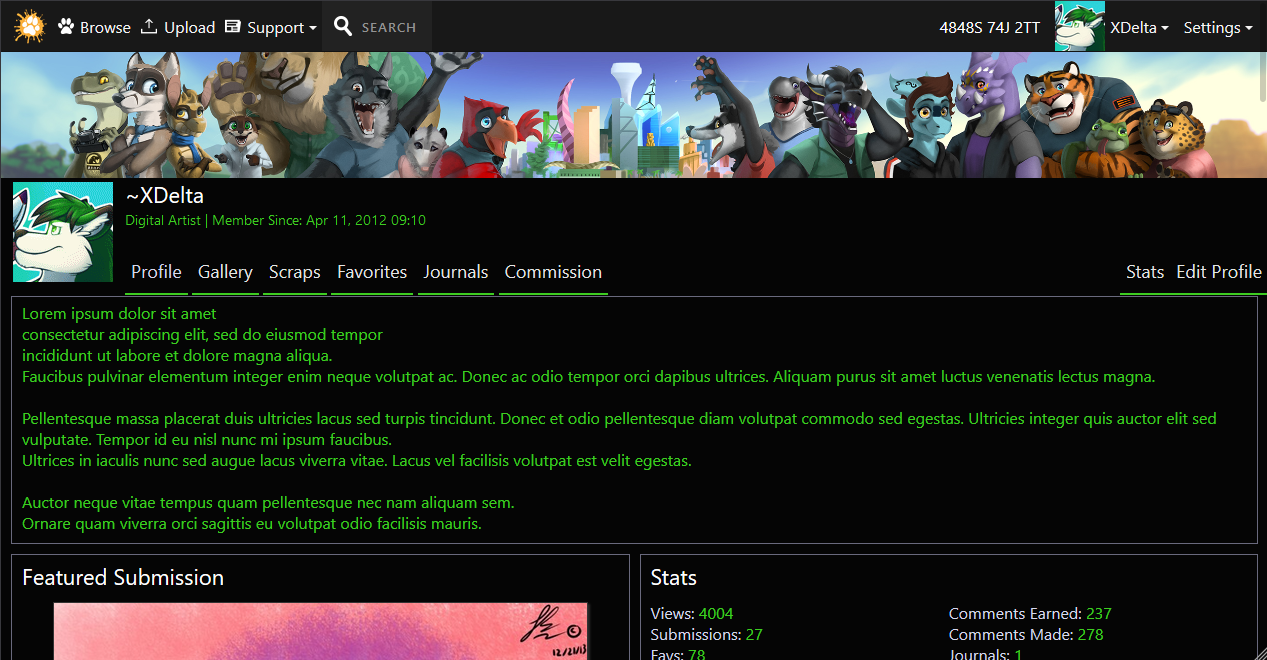 Browse Upload Support SEARCH 4848S 74J 2TT XDelta Settings
~XDelta
Digital Artist | Member Since: Apr 11, 2012 09:10
Profile Gallery Scraps Favorites Journals Commission Stats Edit Profile
Lorem ipsum dolor sit amet
consectetur adipiscing elit, sed do eiusmod tempor
incididunt ut labore et dolore magna aliqua.
Faucibus pulvinar elementum integer enim neque volutpat ac. Donec ac odio tempor orci dapibus ultrices. Aliquam purus sit amet luctus venenatis lectus magna.
Pellentesque massa placerat duis ultricies lacus sed turpis tincidunt. Donec et odio pellentesque diam volutpat commodo sed egestas. Ultricies integer quis auctor elit sed
vulputate. Tempor id eu nisl nunc mi ipsum faucibus.
Ultrices in iaculis nunc sed augue lacus viverra vitae. Lacus vel facilisis volutpat est velit egestas.
Auctor neque vitae tempus quam pellentesque nec nam aliquam sem.
Ornare quam viverra orci sagittis eu volutpat odio facilisis mauris.
Featured Submission
©
12/2013
Stats
Views: 4004
Submissions: 27
Favs: 78
Comments Earned: 237
Comments Made: 278
Journals: 1